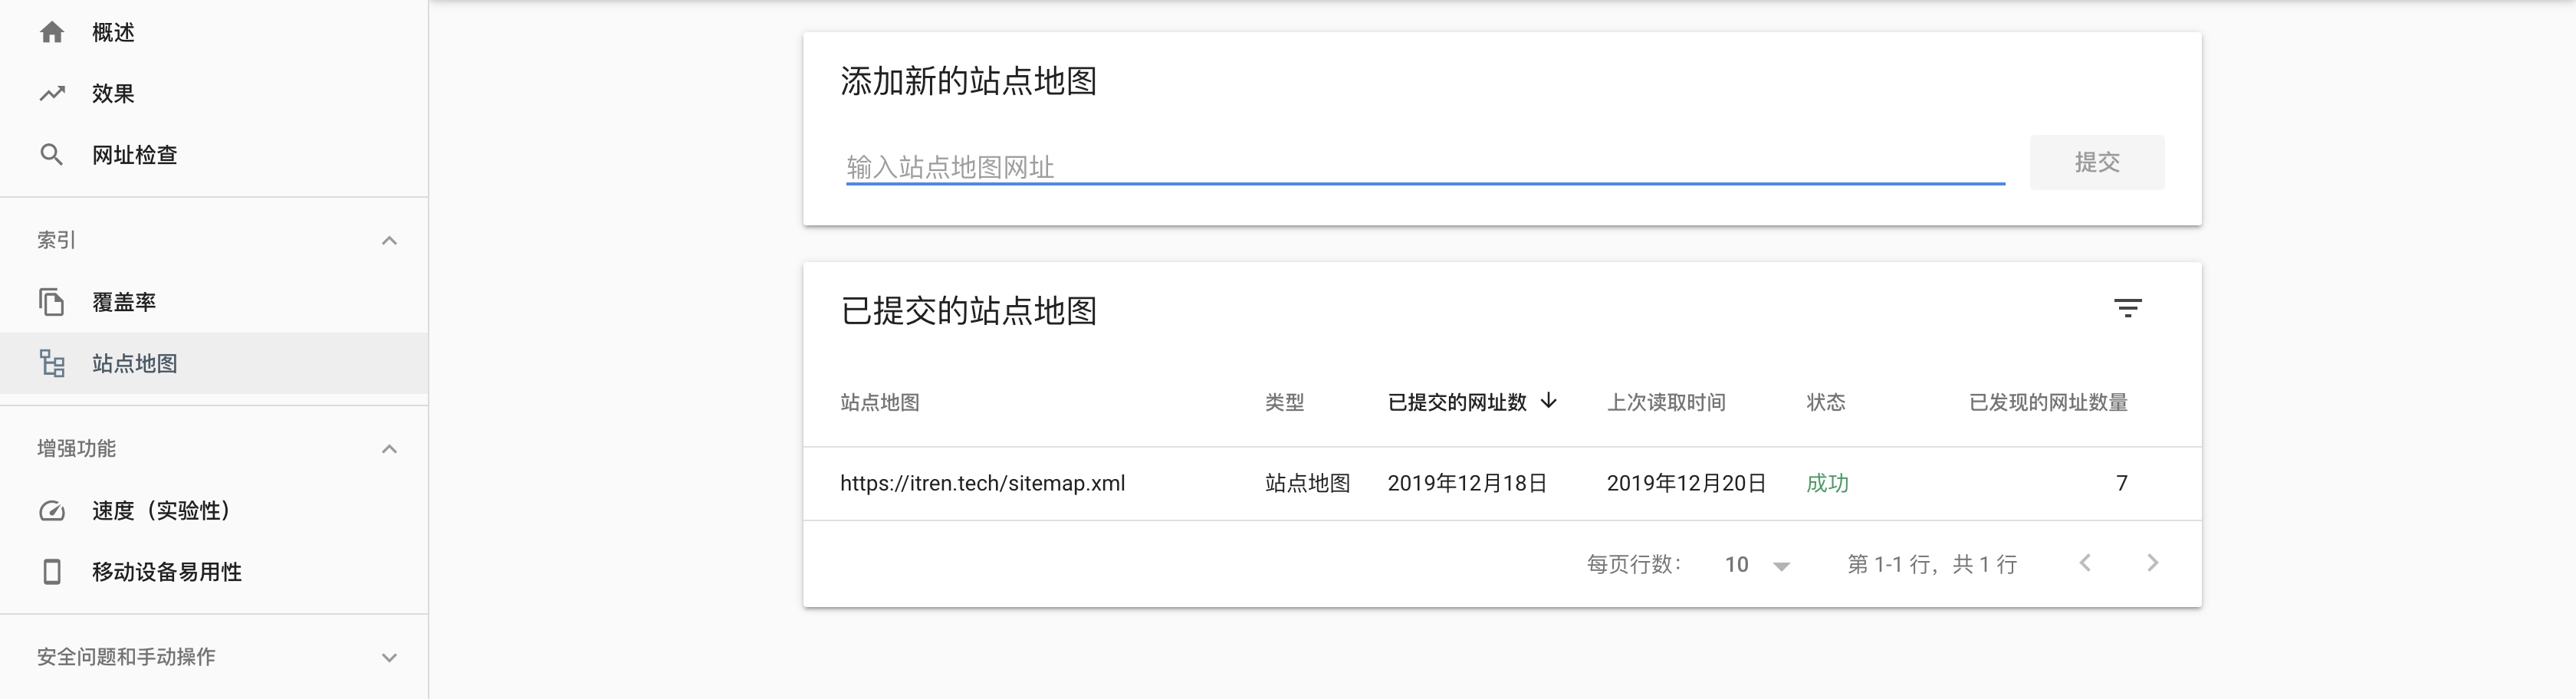 概述
效果
网址检查
索引
覆盖率
站点地图
增强功能
速度（实验性）
移动设备易用性
安全问题和手动操作
添加新的站点地图
输入站点地图网址
提交
已提交的站点地图
站点地图 类型 已提交的网址数 上次读取时间 状态 已发现的网址数量
https://itren.tech/sitemap.xml 站点地图 2019年12月18日 2019年12月20日 成功 7
每页行数： 10 第 1-1 行，共 1 行